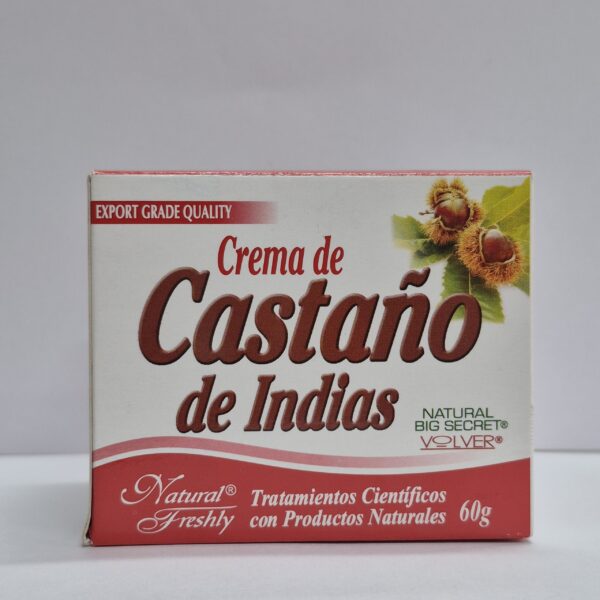 EXPORT GRADE QUALITY
Crema de
Castaño
de Indias
NATURAL
BIG SECRET®
VOLVER®
Natural®
Freshly
Tratamientos Científicos
con Productos Naturales 60g